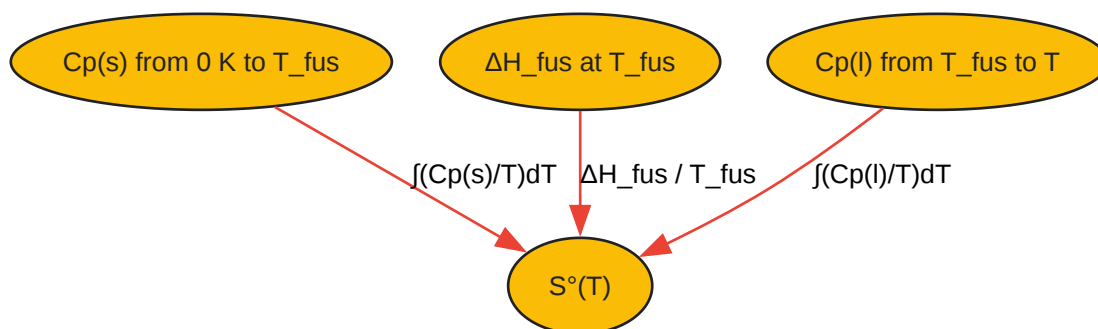 Cp(s) from 0 K to T_fus
ΔH_fus at T_fus
Cp(l) from T_fus to T
∫(Cp(s)/T)dT
ΔH_fus / T_fus
∫(Cp(l)/T)dT
S°(T)